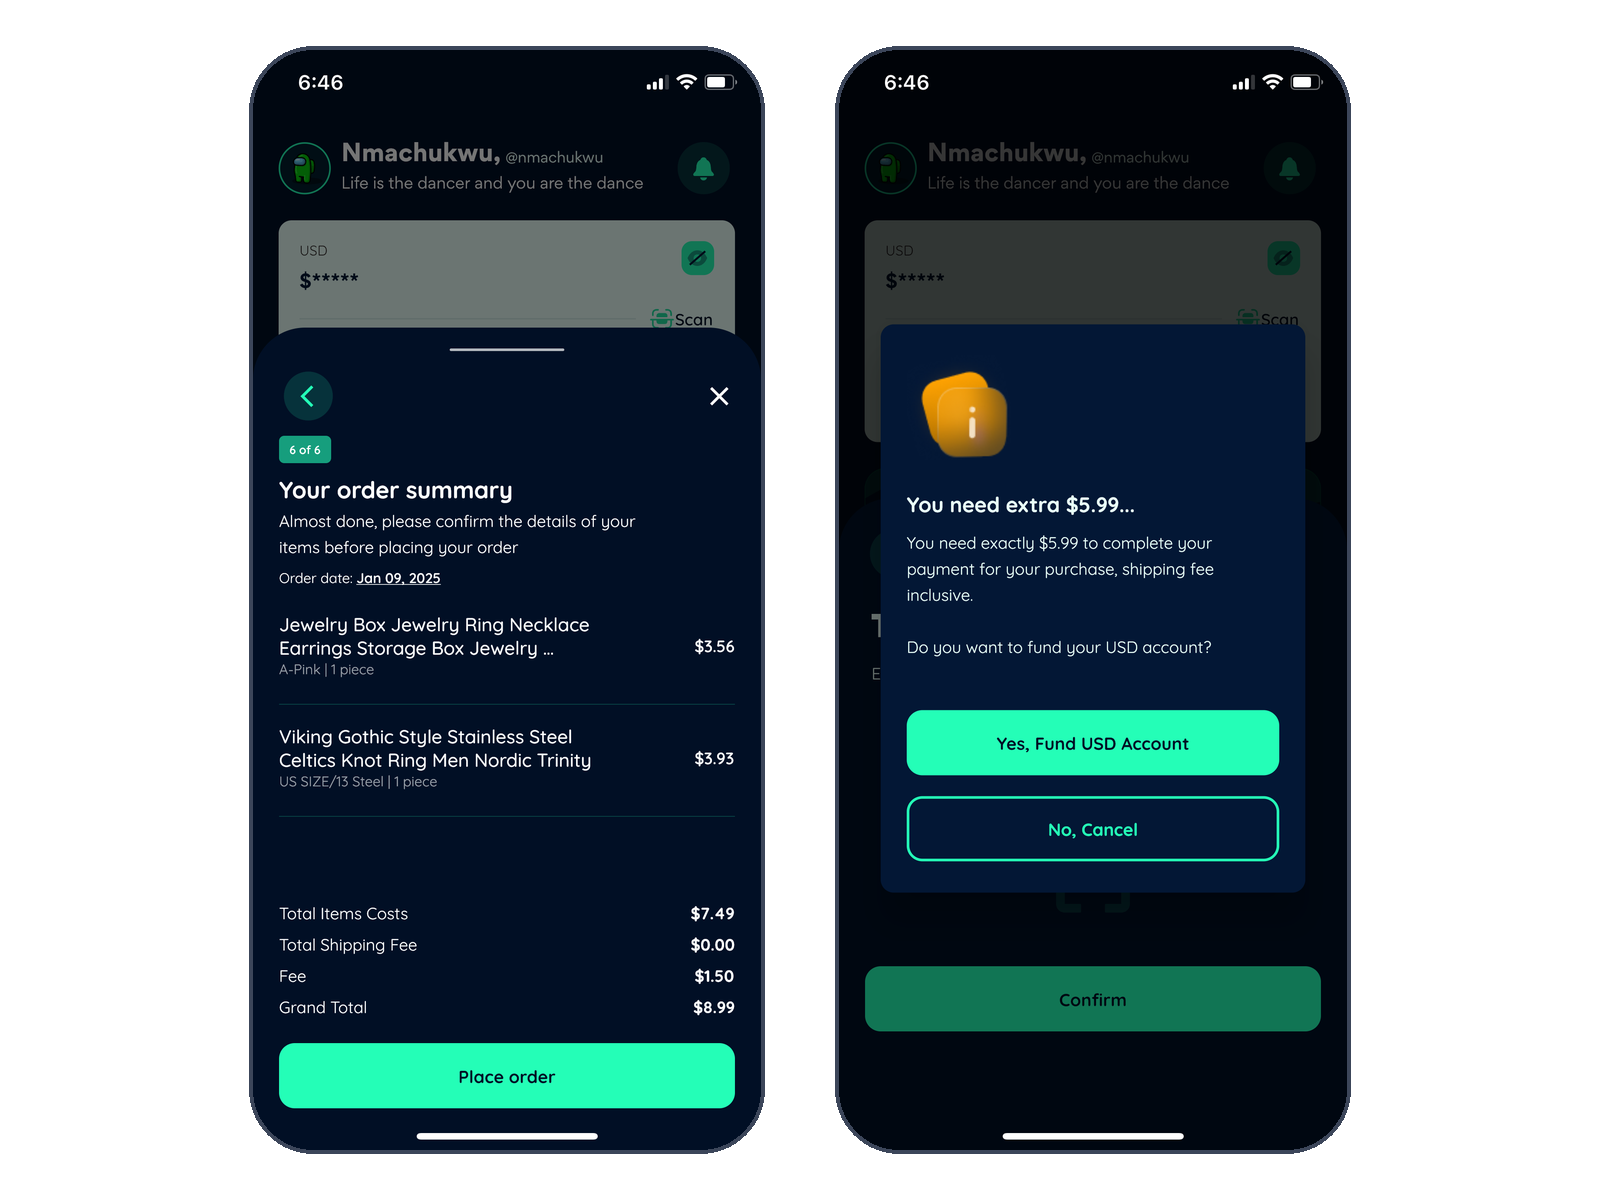 6:46
Nmachukwu, @nmachukwu
Life is the dancer and you are the dance
USD
$*****
Scan
6 of 6
Your order summary
Almost done, please confirm the details of your
items before placing your order
Order date: Jan 09, 2025
Jewelry Box Jewelry Ring Necklace
Earrings Storage Box Jewelry ...
$3.56
A-Pink | 1 piece
Viking Gothic Style Stainless Steel
Celtics Knot Ring Men Nordic Trinity
$3.93
US SIZE/13 Steel | 1 piece
Total Items Costs $7.49
Total Shipping Fee $0.00
Fee $1.50
Grand Total $8.99
Place order
6:46
Nmachukwu, @nmachukwu
Life is the dancer and you are the dance
USD
$*****
Scan
You need extra $5.99...
You need exactly $5.99 to complete your
payment for your purchase, shipping fee
inclusive.
Do you want to fund your USD account?
Yes, Fund USD Account
No, Cancel
Confirm